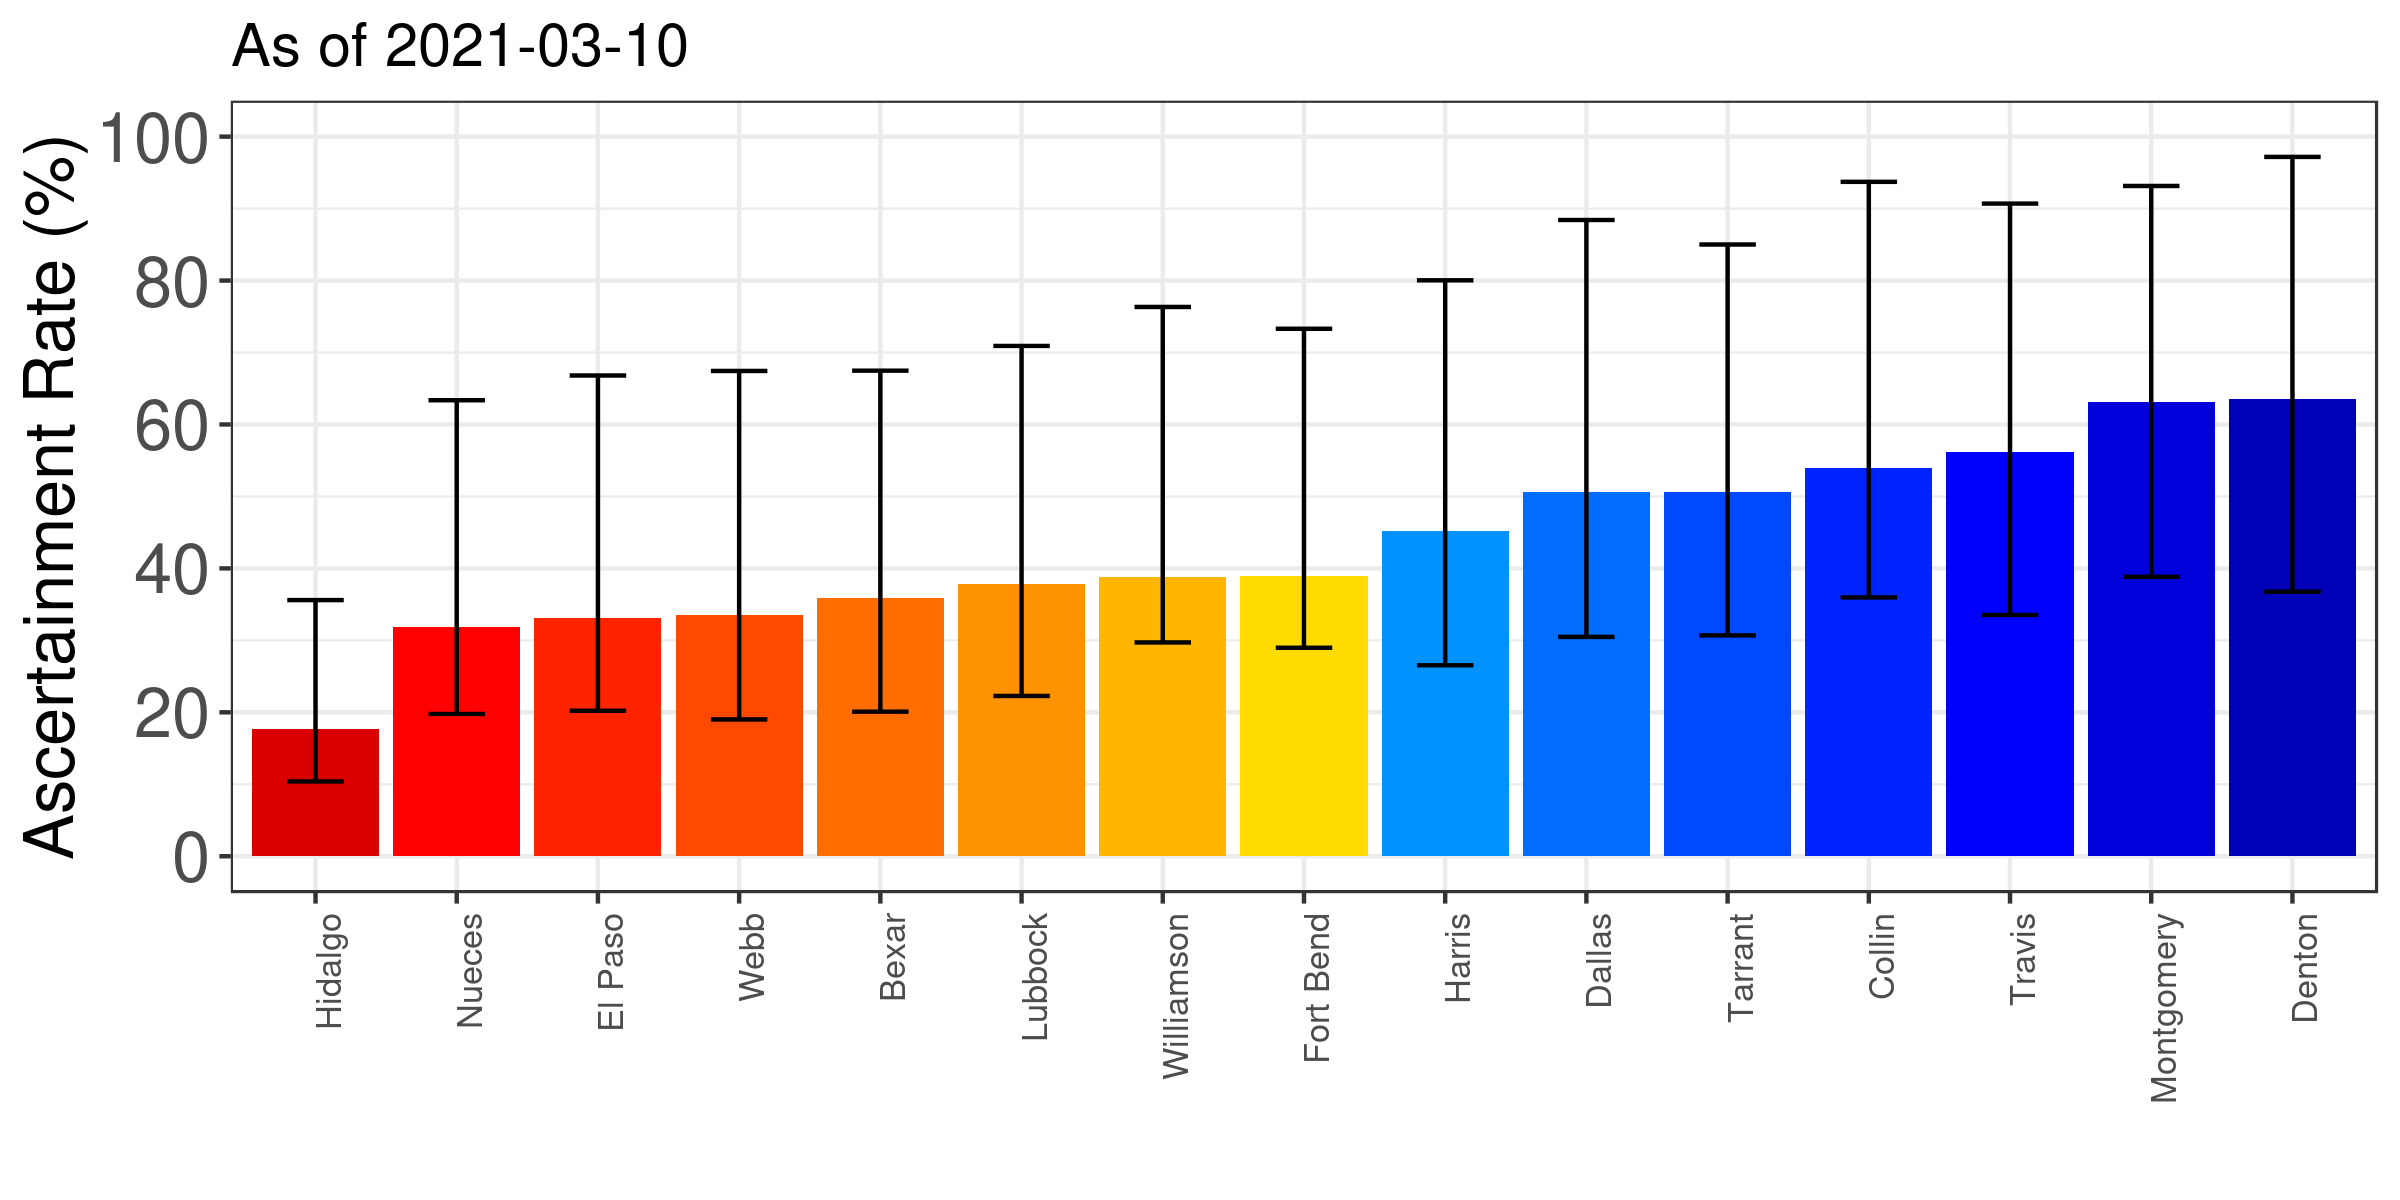 As of 2021-03-10
Ascertainment Rate (%)
100
80
60
40
20
0
Hidalgo
Nueces
El Paso
Webb
Bexar
Lubbock
Williamson
Fort Bend
Harris
Dallas
Tarrant
Collin
Travis
Montgomery
Denton